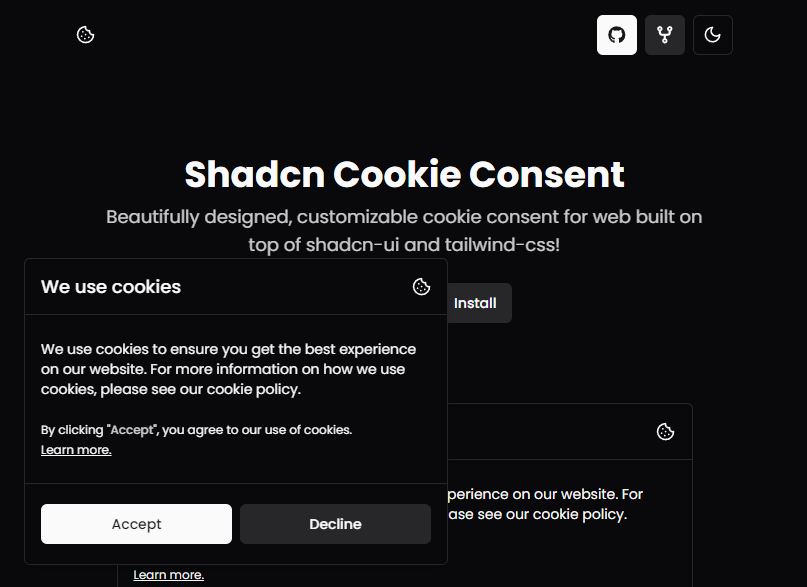 Shadcn Cookie Consent
Beautifully designed, customizable cookie consent for web built on
top of shadcn-ui and tailwind-css!
Install
We use cookies
We use cookies to ensure you get the best experience
on our website. For more information on how we use
cookies, please see our cookie policy.
By clicking "Accept", you agree to our use of cookies.
Learn more.
Accept
Decline
perience on our website. For
ase see our cookie policy.
Learn more.